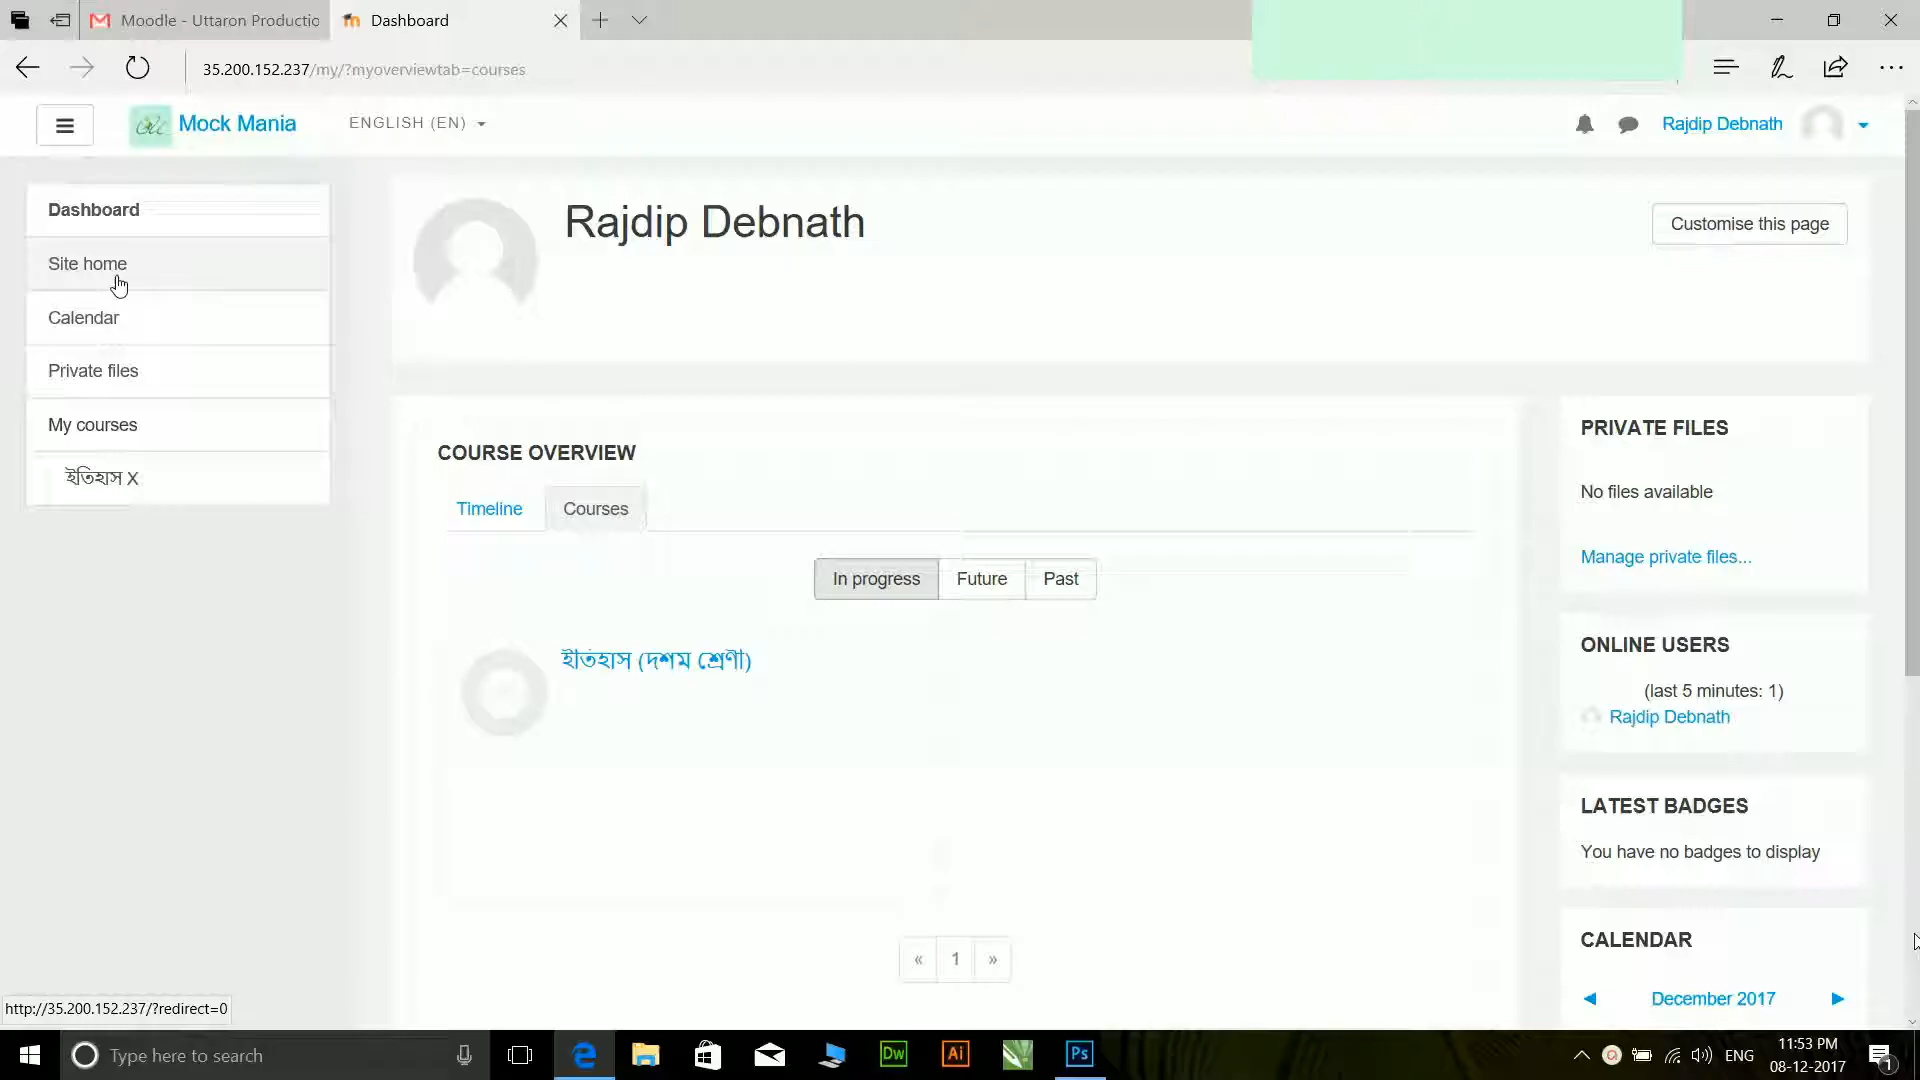 Moodle - Uttaron Productio
Dashboard
35.200.152.237/my/?myoverviewtab=courses
Mock Mania
ENGLISH (EN)
Rajdip Debnath
Dashboard
Site home
Calendar
Private files
My courses
ইতিহাস X
Rajdip Debnath
Customise this page
COURSE OVERVIEW
Timeline
Courses
In progress
Future
Past
ইতিহাস (দশম শ্রেণী)
« 1 »
PRIVATE FILES
No files available
Manage private files...
ONLINE USERS
(last 5 minutes: 1)
Rajdip Debnath
LATEST BADGES
You have no badges to display
CALENDAR
December 2017
http://35.200.152.237/?redirect=0
Type here to search
Dw
Ai
Ps
ENG
11:53 PM
08-12-2017
1